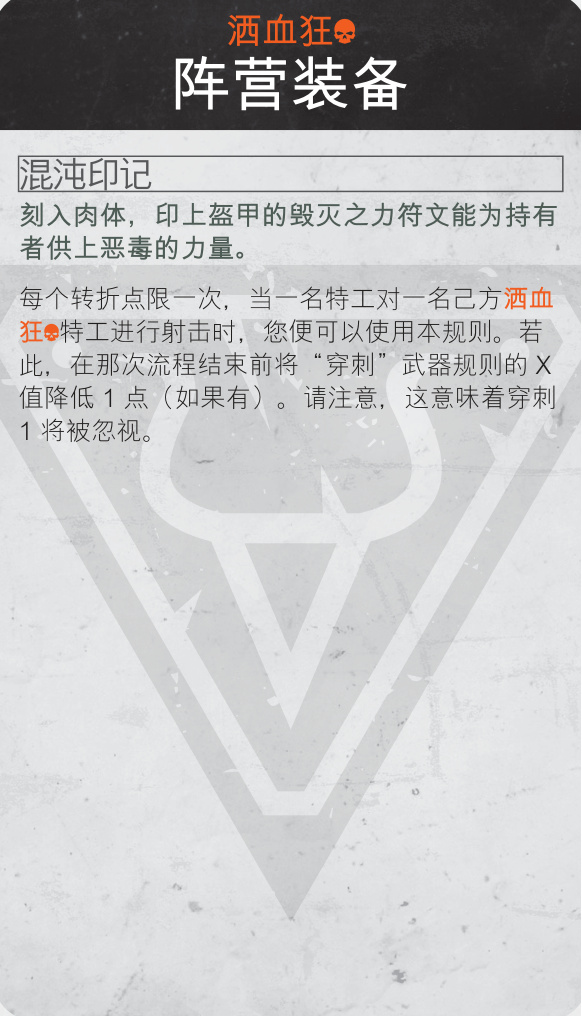 洒血狂
阵营装备
混沌印记
刻入肉体，印上盔甲的毁灭之力符文能为持有
者供上恶毒的力量。
每个转折点限一次，当一名特工对一名己方洒血
狂特工进行射击时，您便可以使用本规则。若
此，在那次流程结束前将“穿刺”武器规则的 X
值降低 1 点（如果有）。请注意，这意味着穿刺
1 将被忽视。